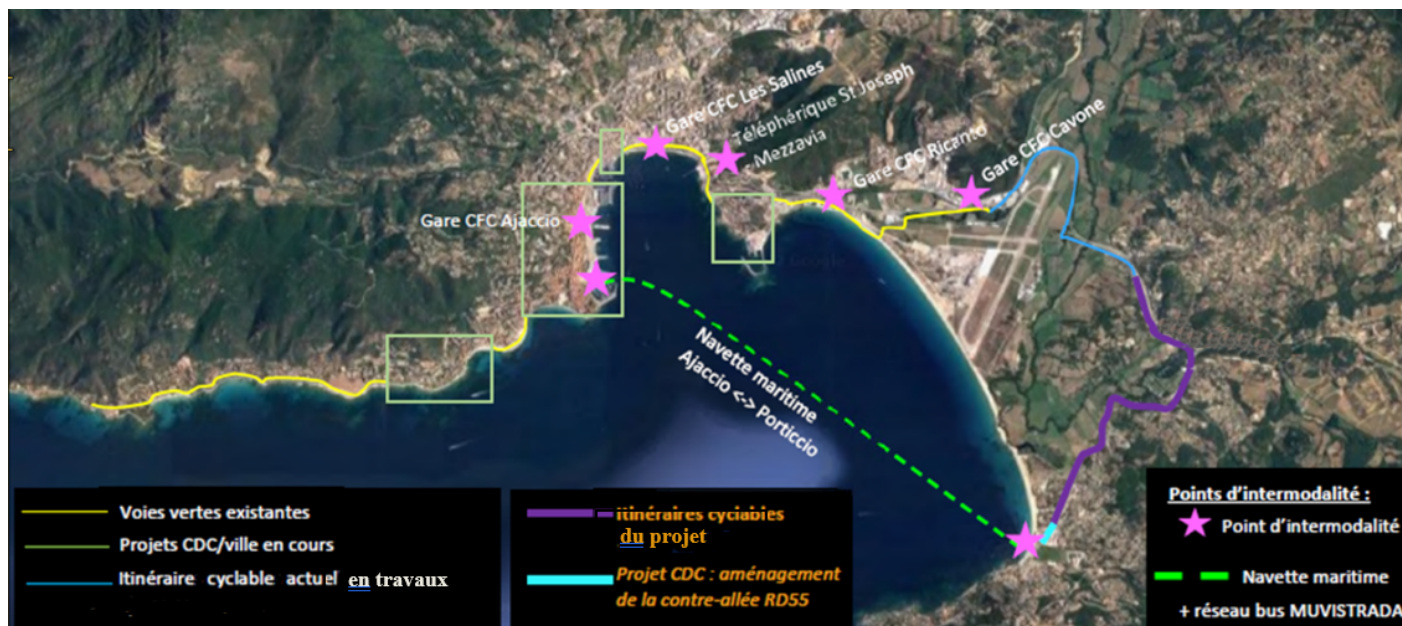 Gare CFC Les Salines
Téléphérique St Joseph
Mezzavia
Gare CFC Ricanto
Gare CFC Cavone
Gare CFC Ajaccio
Google
Navette maritime
Ajaccio <-> Porticcio
Voies vertes existantes
Projets CDC/ville en cours
Itinéraire cyclable actuel en travaux
Itinéraires cyclables
du projet
Projet CDC : aménagement
de la contre-allée RD55
Points d'intermodalité :
Point d'intermodalité
Navette maritime
+ réseau bus MUVISTRADA